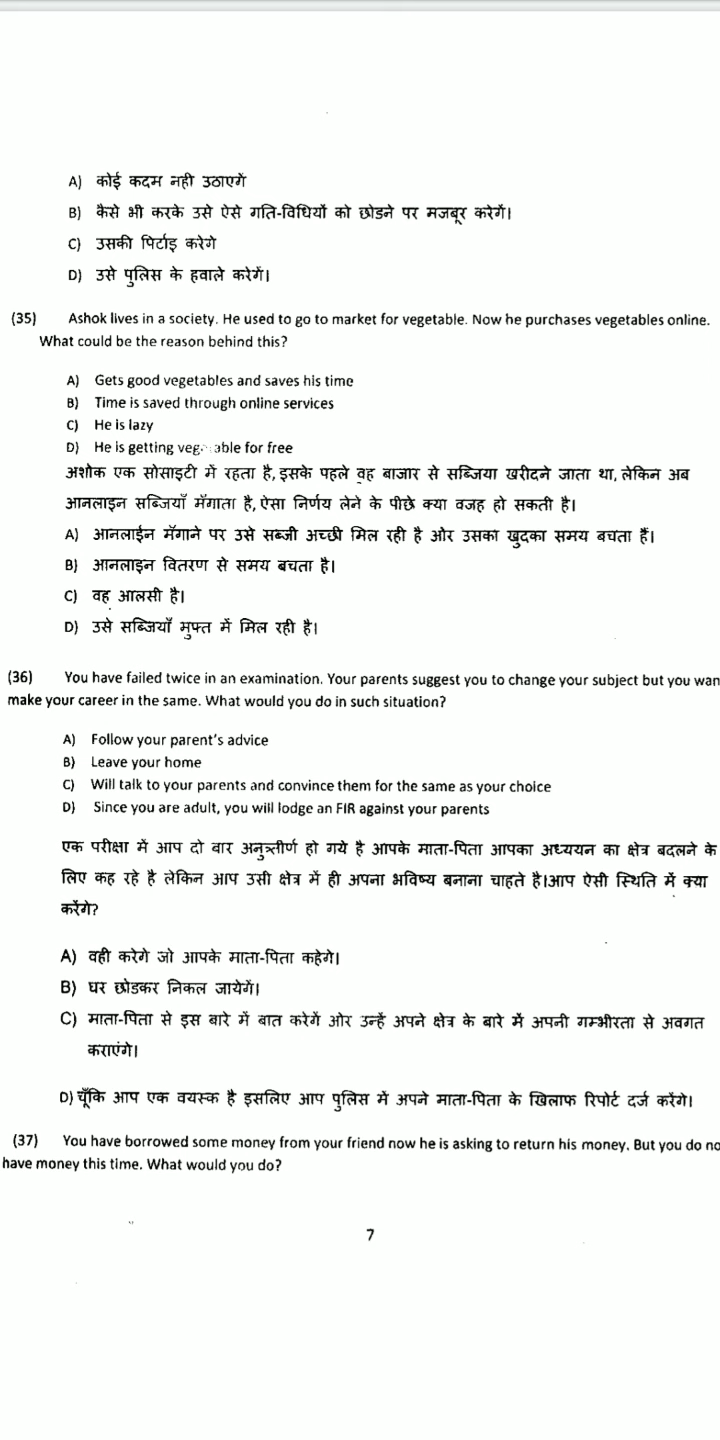 A) कोई कदम नही उठाएगें
B) कैसे भी करके उसे ऐसे गति-विधियों को छोडने पर मजबूर करेगें।
C) उसकी पिटाई करेगे
D) उसे पुलिस के हवाले करेगें।
(35) Ashok lives in a society. He used to go to market for vegetable. Now he purchases vegetables online.
What could be the reason behind this?
A) Gets good vegetables and saves his time
B) Time is saved through online services
C) He is lazy
D) He is getting vegetable for free
अशोक एक सोसाइटी में रहता है, इसके पहले वह बाजार से सब्जिया खरीदने जाता था, लेकिन अब
आनलाइन सब्जियाँ मँगाता है, ऐसा निर्णय लेने के पीछे क्या वजह हो सकती है।
A) आनलाईन मँगाने पर उसे सब्जी अच्छी मिल रही है ओर उसका खुदका समय बचता हैं।
B) आनलाइन वितरण से समय बचता है।
C) वह आलसी है।
D) उसे सब्जियाँ मुफ्त में मिल रही है।
(36) You have failed twice in an examination. Your parents suggest you to change your subject but you wan
make your career in the same. What would you do in such situation?
A) Follow your parent's advice
B) Leave your home
C) Will talk to your parents and convince them for the same as your choice
D) Since you are adult, you will lodge an FIR against your parents
एक परीक्षा में आप दो बार अनुत्त्तीर्ण हो गये है आपके माता-पिता आपका अध्ययन का क्षेत्र बदलने के
लिए कह रहे है लेकिन आप उसी क्षेत्र में ही अपना भविष्य बनाना चाहते है।आप ऐसी स्थिति में क्या
करेंगे?
A) वही करेगे जो आपके माता-पिता कहेगे।
B) घर छोडकर निकल जायेगें।
C) माता-पिता से इस बारे में बात करेगें ओर उन्हें अपने क्षेत्र के बारे में अपनी गम्भीरता से अवगत
कराएंगे।
D) चूँकि आप एक वयस्क है इसलिए आप पुलिस में अपने माता-पिता के खिलाफ रिपोर्ट दर्ज करेंगे।
(37) You have borrowed some money from your friend now he is asking to return his money. But you do no
have money this time. What would you do?
7